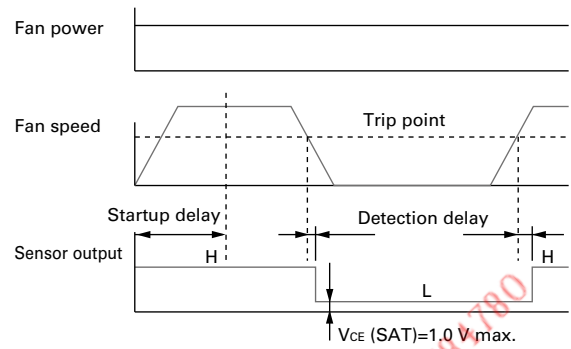 Fan power
Fan speed
Trip point
Startup delay
Detection delay
Sensor output
H
L
H
VCE (SAT)=1.0 V max.